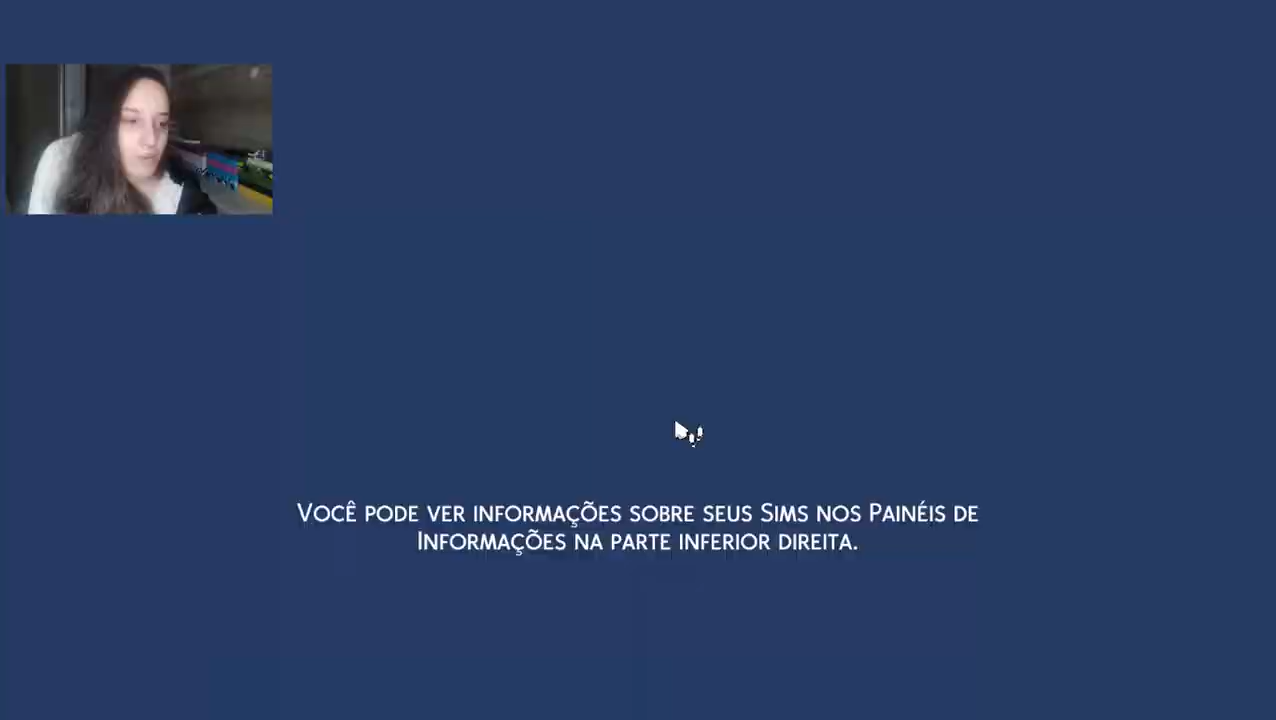 Você pode ver informações sobre seus Sims nos Painéis de
Informações na parte inferior direita.